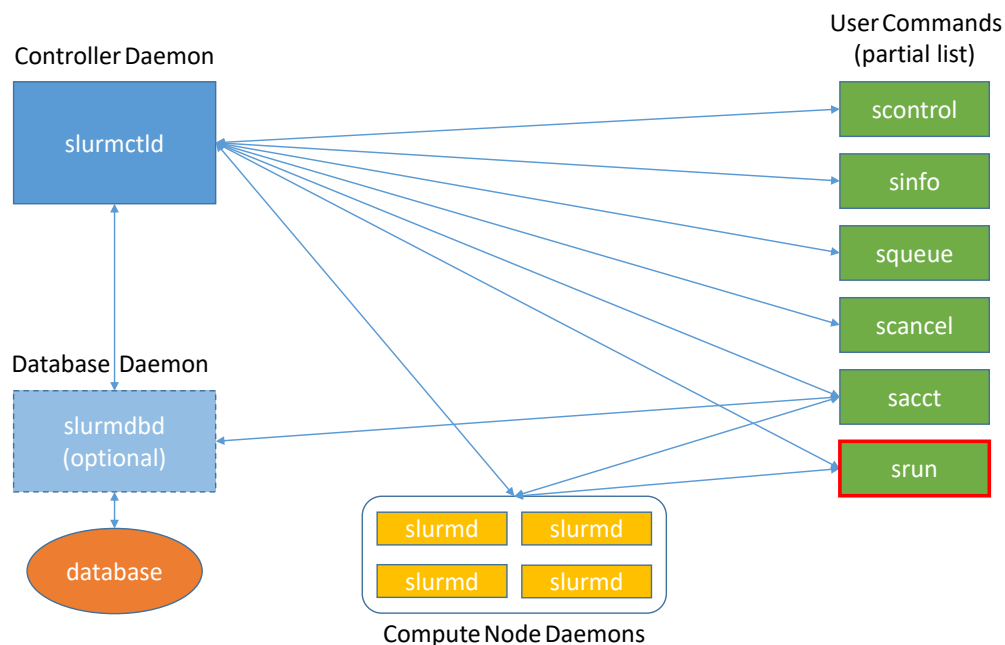 User Commands
(partial list)
Controller Daemon
slurmctld
scontrol
sinfo
squeue
scancel
Database Daemon
slurmdbd
(optional)
sacct
srun
slurmd
slurmd
slurmd
slurmd
database
Compute Node Daemons